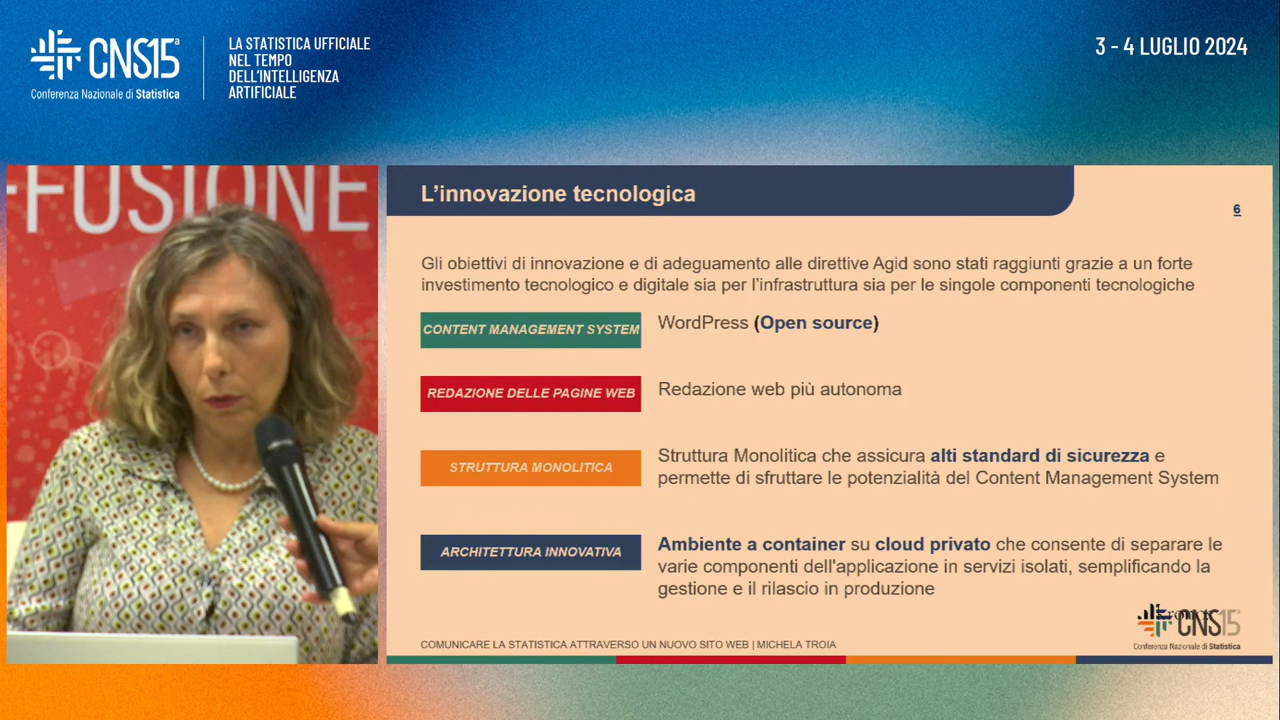 CNS15ª
Conferenza Nazionale di Statistica
LA STATISTICA UFFICIALE
NEL TEMPO
DELL'INTELLIGENZA
ARTIFICIALE
3 - 4 LUGLIO 2024
FUSIONE
L'innovazione tecnologica
6
Gli obiettivi di innovazione e di adeguamento alle direttive Agid sono stati raggiunti grazie a un forte
investimento tecnologico e digitale sia per l'infrastruttura sia per le singole componenti tecnologiche
CONTENT MANAGEMENT SYSTEM
WordPress (Open source)
REDAZIONE DELLE PAGINE WEB
Redazione web più autonoma
STRUTTURA MONOLITICA
Struttura Monolitica che assicura alti standard di sicurezza e
permette di sfruttare le potenzialità del Content Management System
ARCHITETTURA INNOVATIVA
Ambiente a container su cloud privato che consente di separare le
varie componenti dell'applicazione in servizi isolati, semplificando la
gestione e il rilascio in produzione
CNS15
Conferenza Nazionale di Statistica
COMUNICARE LA STATISTICA ATTRAVERSO UN NUOVO SITO WEB | MICHELA TROIA